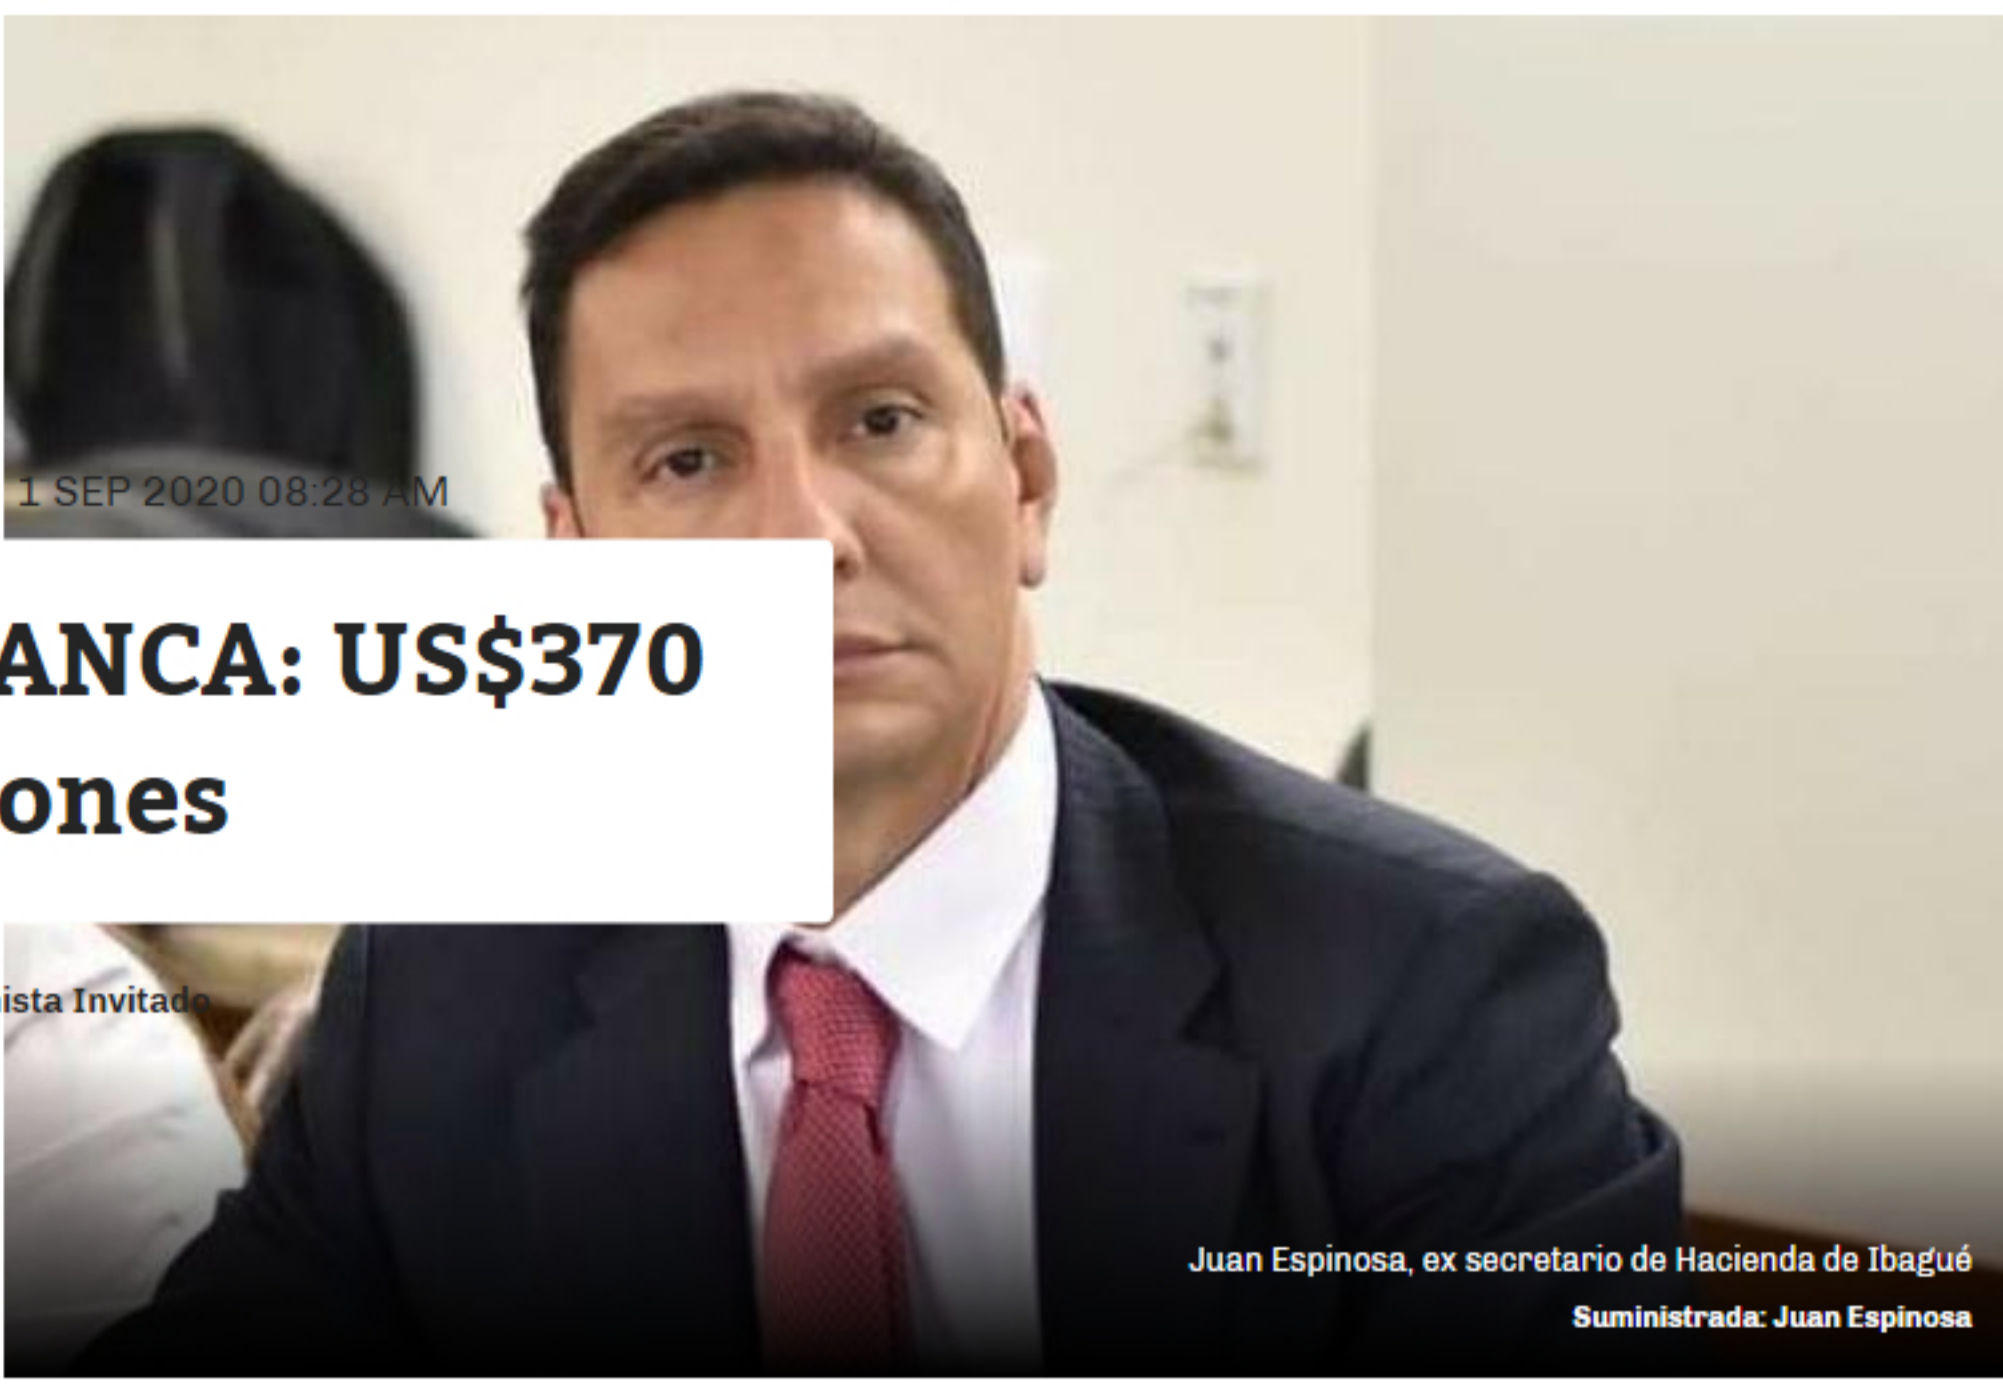 1 SEP 2020 08:28 AM
ANCA: US$370
ones
ista Invitado
Juan Espinosa, ex secretario de Hacienda de Ibagué
Suministrada: Juan Espinosa